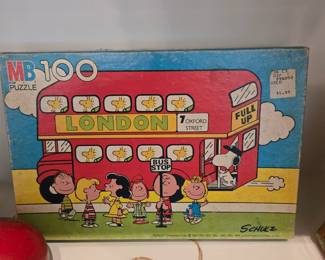 MB 100
PUZZLE
LONDON
7 OXFORD
STREET
FULL
UP
BUS
STOP
SCHULZ